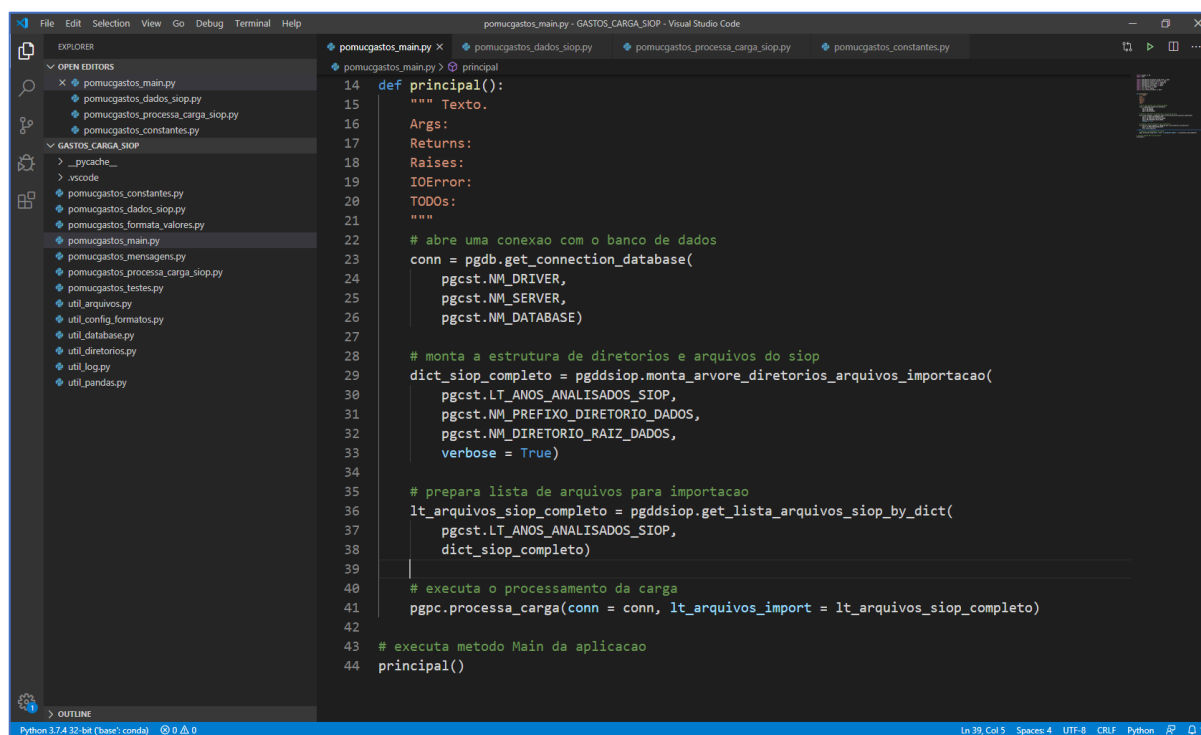 File Edit Selection View Go Debug Terminal Help
pomucgastos_main.py - GASTOS_CARGA_SIOP - Visual Studio Code
EXPLORER
OPEN EDITORS
pomucgastos_main.py
pomucgastos_dados_siop.py
pomucgastos_processa_carga_siop.py
pomucgastos_constantes.py
GASTOS_CARGA_SIOP
> __pycache__
> .vscode
pomucgastos_constantes.py
pomucgastos_dados_siop.py
pomucgastos_formata_valores.py
pomucgastos_main.py
pomucgastos_mensagens.py
pomucgastos_processa_carga_siop.py
pomucgastos_testes.py
util_arquivos.py
util_config_formatos.py
util_database.py
util_diretorios.py
util_log.py
util_pandas.py
> OUTLINE
pomucgastos_main.py × pomucgastos_dados_siop.py pomucgastos_processa_carga_siop.py pomucgastos_constantes.py
pomucgastos_main.py > principal
14 def principal():
15     """ Texto.
16     Args:
17     Returns:
18     Raises:
19     IOError:
20     TODOs:
21     """
22     # abre uma conexao com o banco de dados
23     conn = pgdb.get_connection_database(
24         pgcst.NM_DRIVER,
25         pgcst.NM_SERVER,
26         pgcst.NM_DATABASE)
27
28     # monta a estrutura de diretorios e arquivos do siop
29     dict_siop_completo = pgddsiop.monta_arvore_diretorios_arquivos_importacao(
30         pgcst.LT_ANOS_ANALISADOS_SIOP,
31         pgcst.NM_PREFIXO_DIRETORIO_DADOS,
32         pgcst.NM_DIRETORIO_RAIZ_DADOS,
33         verbose = True)
34
35     # prepara lista de arquivos para importacao
36     lt_arquivos_siop_completo = pgddsiop.get_lista_arquivos_siop_by_dict(
37         pgcst.LT_ANOS_ANALISADOS_SIOP,
38         dict_siop_completo)
39
40     # executa o processamento da carga
41     pgpc.processa_carga(conn = conn, lt_arquivos_import = lt_arquivos_siop_completo)
42
43 # executa metodo Main da aplicacao
44 principal()
1
Python 3.7.4 32-bit ('base': conda) 0 0 Ln 39, Col 5 Spaces: 4 UTF-8 CRLF Python